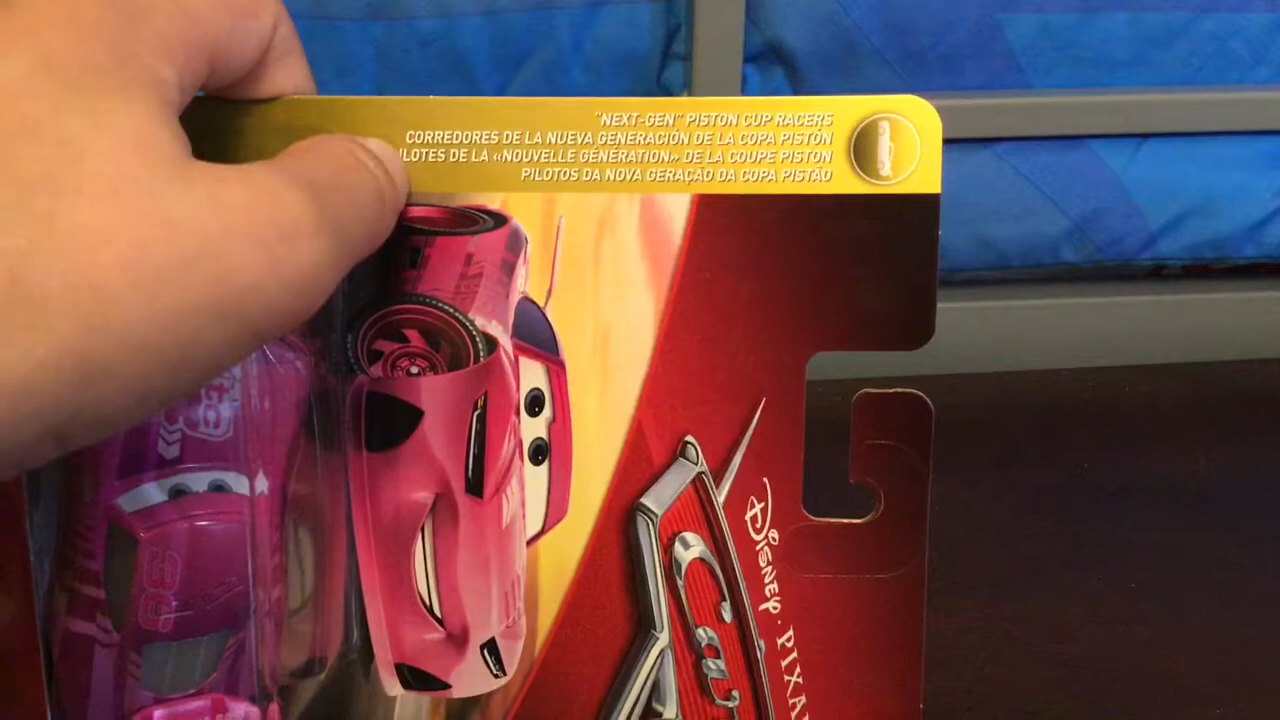 "NEXT-GEN" PISTON CUP RACERS
CORREDORES DE LA NUEVA GENERACIÓN DE LA COPA PISTÓN
DE LA «NOUVELLE GÉNÉRATION» DE LA COUPE PISTON
PILOTOS DA NOVA GERAÇÃO DA COPA PISTÃO
Disney · PIXAR
Cars